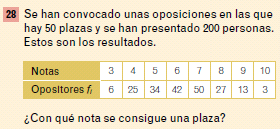 28 Se han convocado unas oposiciones en las que
hay 50 plazas y se han presentado 200 personas.
Estos son los resultados.
Notas 3 4 5 6 7 8 9 10
Opositores fᵢ 6 25 34 42 50 27 13 3
¿Con qué nota se consigue una plaza?